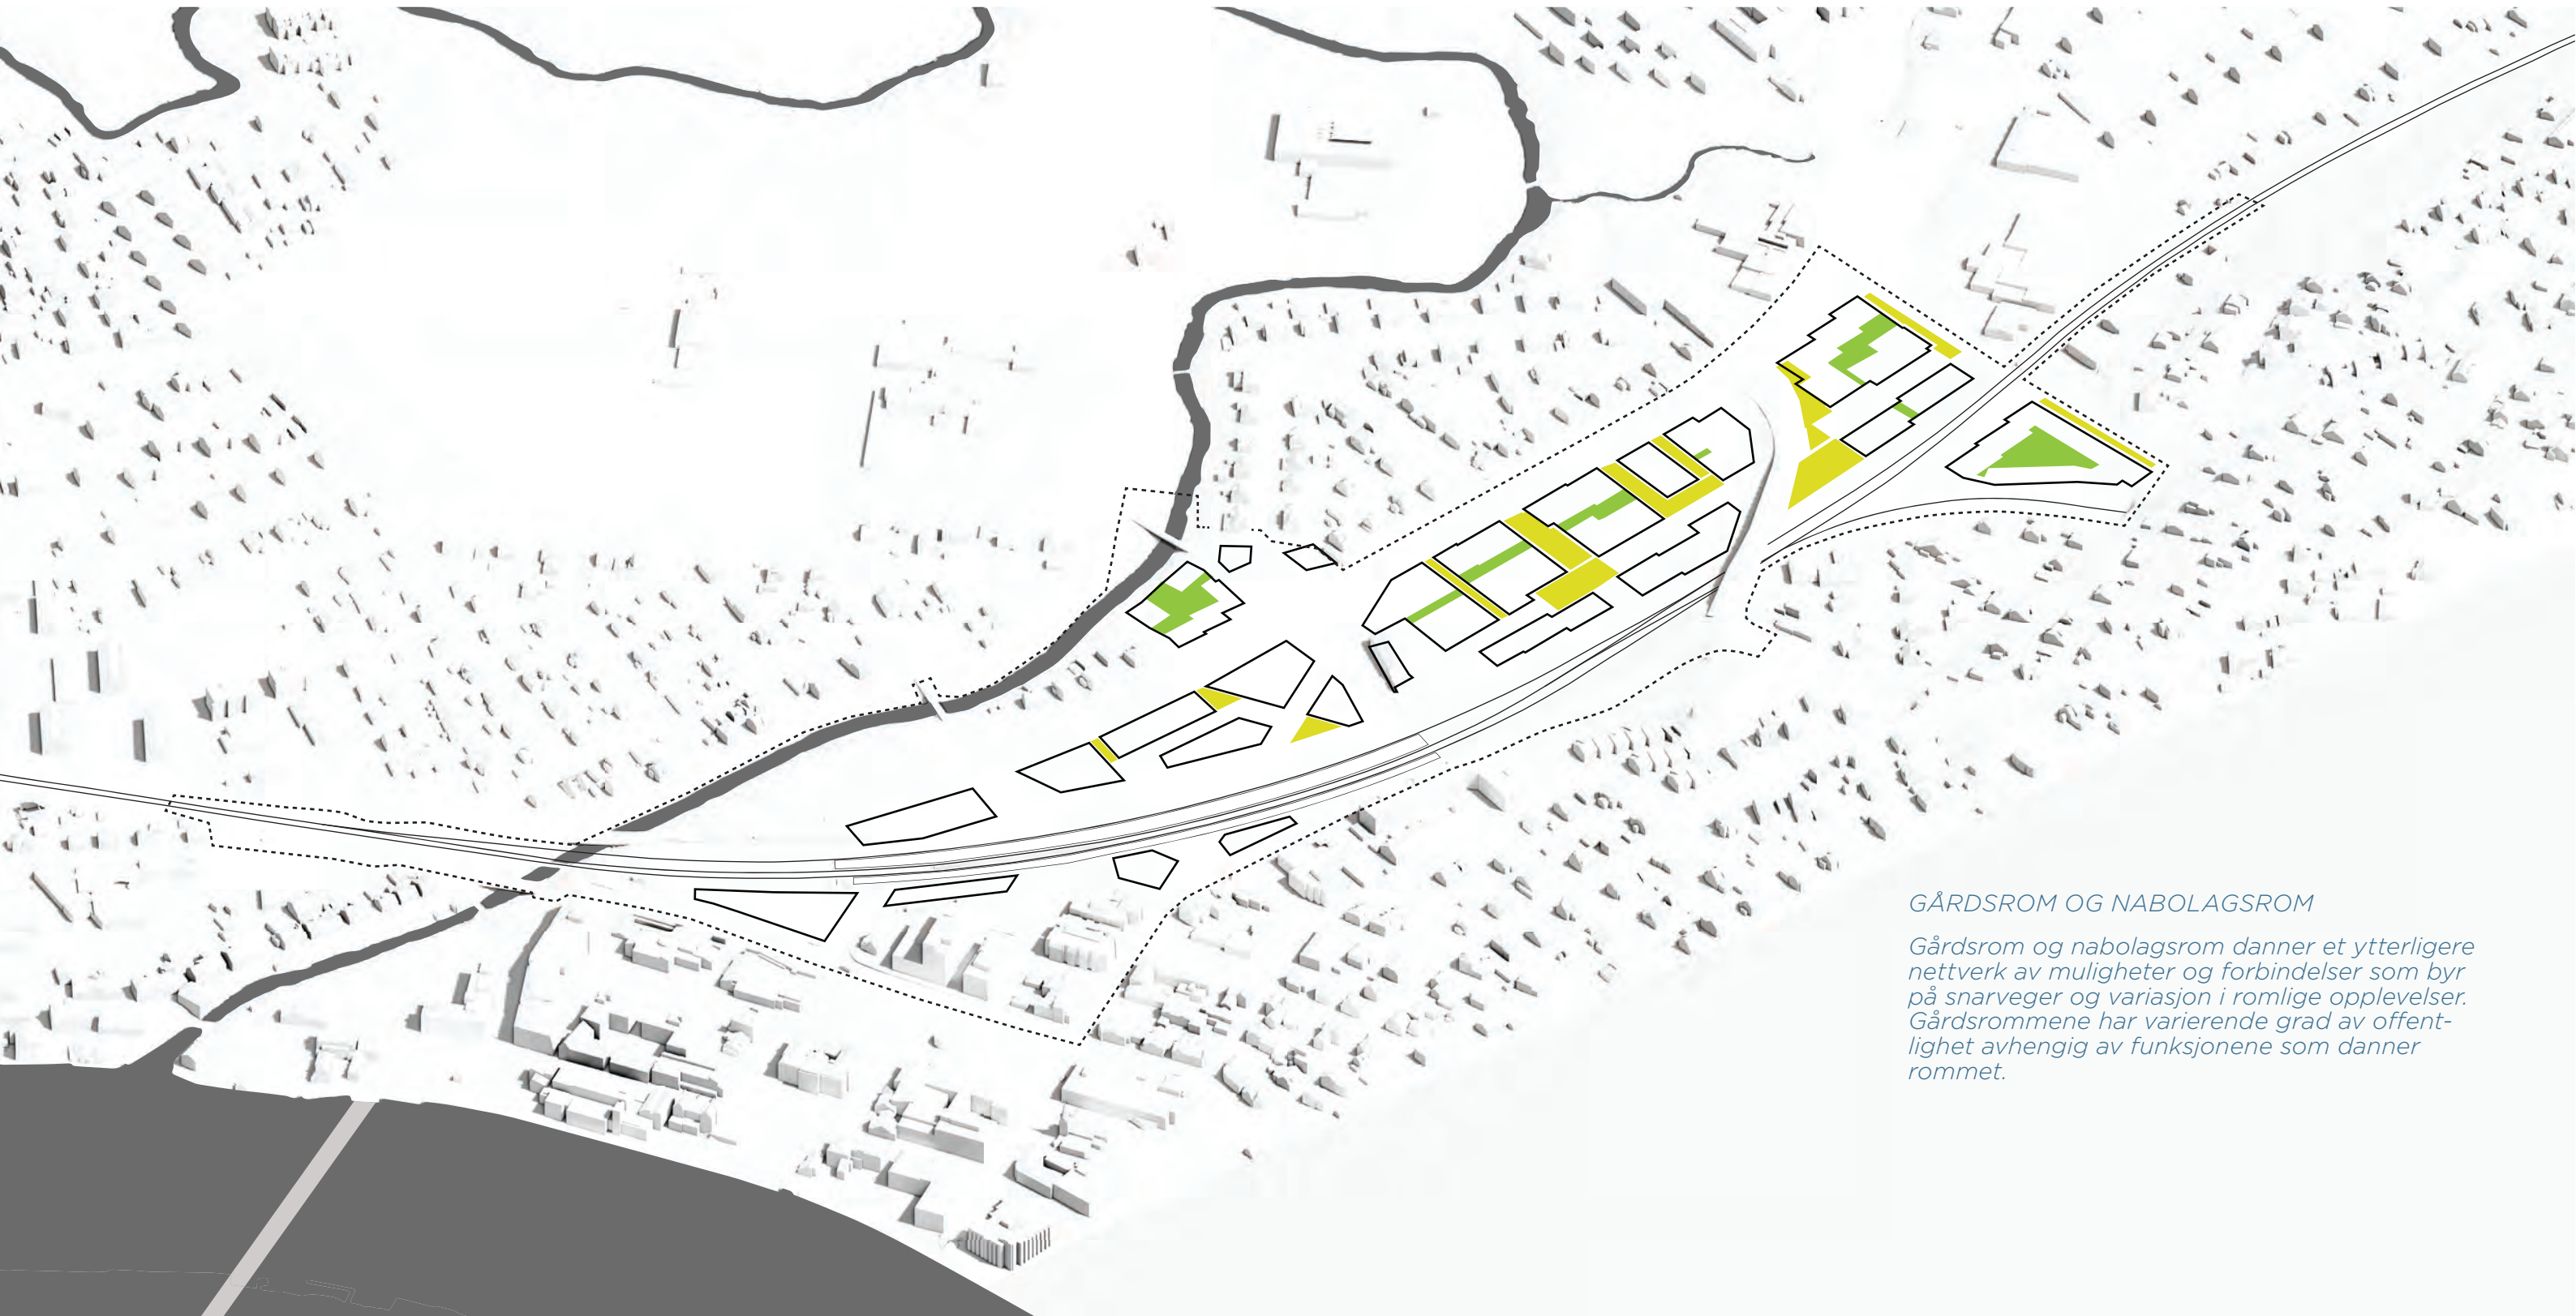 GÅRDSROM OG NABOLAGSROM
Gårdsrom og nabolagsrom danner et ytterligere
nettverk av muligheter og forbindelser som byr
på snarveger og variasjon i romlige opplevelser.
Gårdsrommene har varierende grad av offent-
lighet avhengig av funksjonene som danner
rommet.